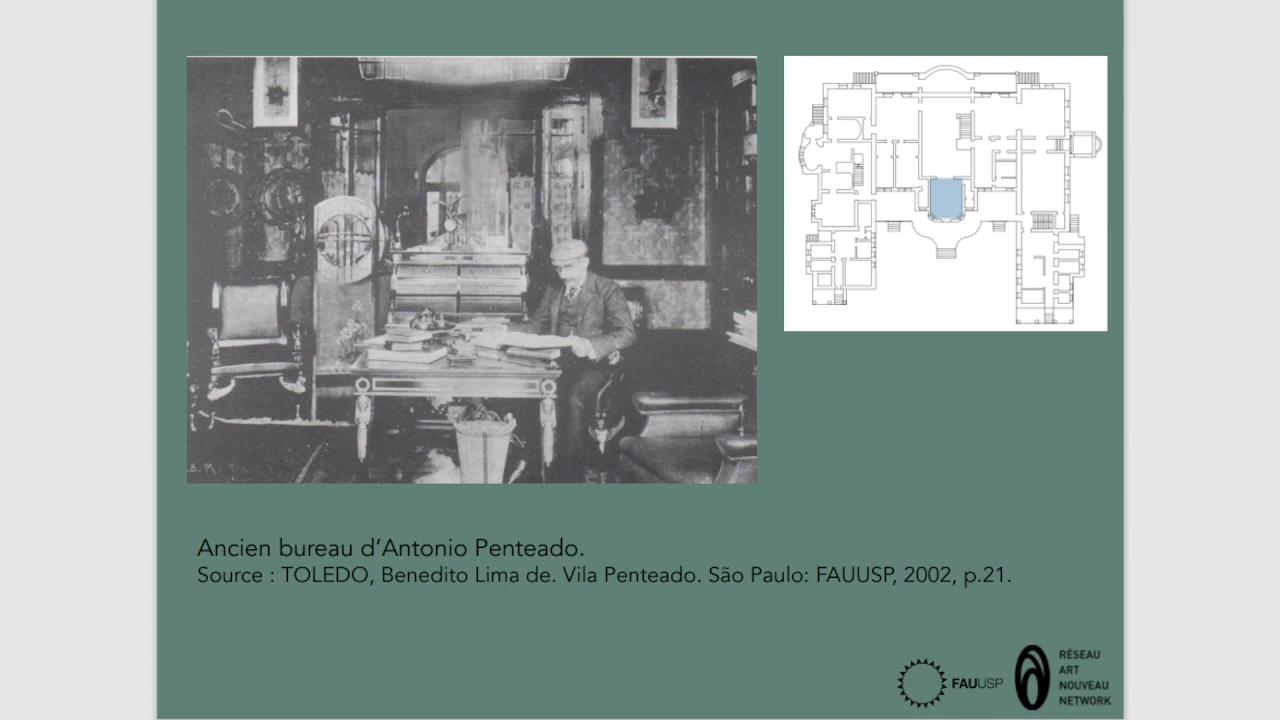 B. M.
Ancien bureau d’Antonio Penteado.
Source : TOLEDO, Benedito Lima de. Vila Penteado. São Paulo: FAUUSP, 2002, p.21.
FAUUSP
RÉSEAU
ART
NOUVEAU
NETWORK